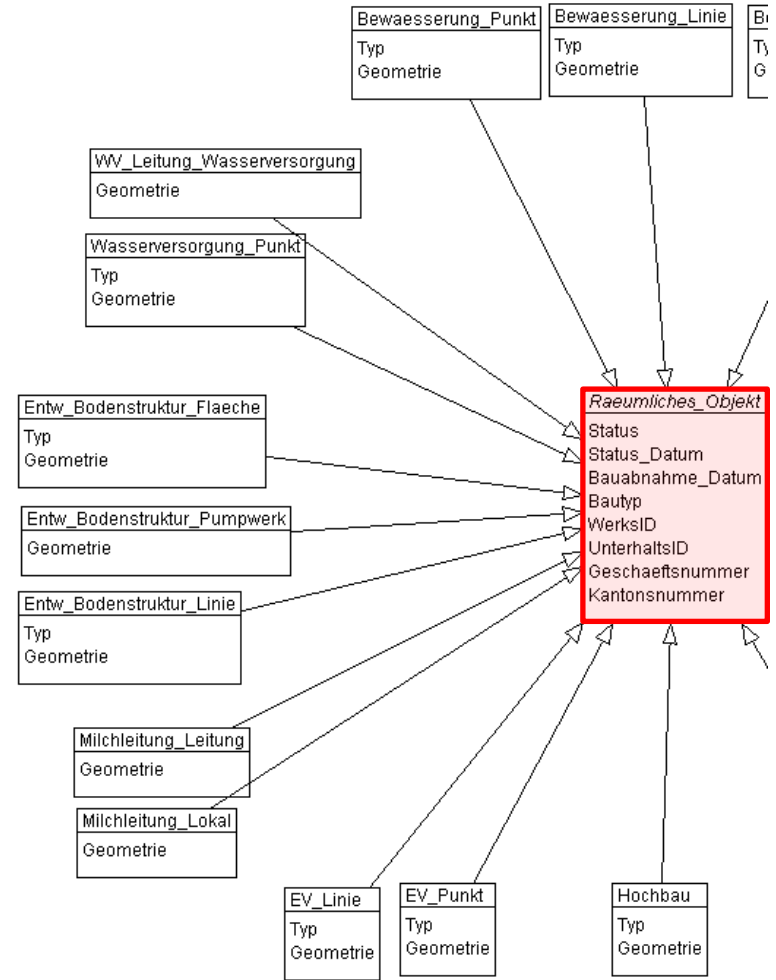 Bewaesserung_Punkt
Typ
Geometrie
Bewaesserung_Linie
Typ
Geometrie
WV_Leitung_Wasserversorgung
Geometrie
Wasserversorgung_Punkt
Typ
Geometrie
Entw_Bodenstruktur_Flaeche
Typ
Geometrie
Entw_Bodenstruktur_Pumpwerk
Geometrie
Entw_Bodenstruktur_Linie
Typ
Geometrie
Milchleitung_Leitung
Geometrie
Milchleitung_Lokal
Geometrie
Raeumliches_Objekt
Status
Status_Datum
Bauabnahme_Datum
Bautyp
WerksID
UnterhaltsID
Geschaeftsnummer
Kantonsnummer
EV_Linie
Typ
Geometrie
EV_Punkt
Typ
Geometrie
Hochbau
Typ
Geometrie